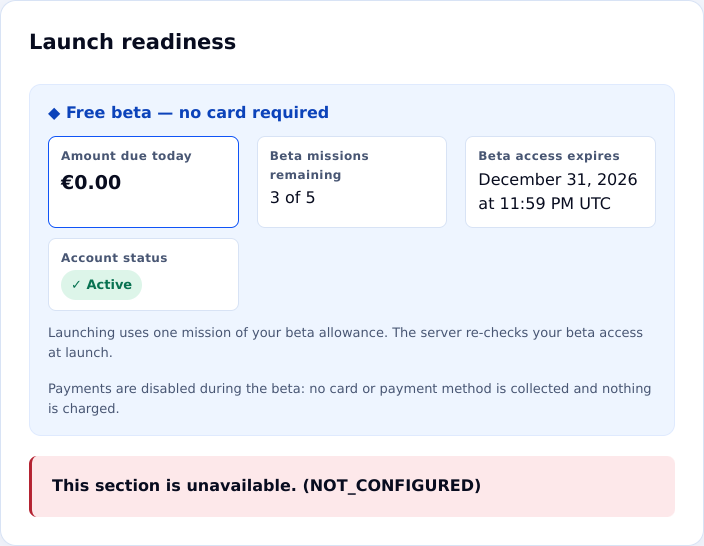 Launch readiness
◆ Free beta — no card required
Amount due today
€0.00
Beta missions
remaining
3 of 5
Beta access expires
December 31, 2026
at 11:59 PM UTC
Account status
✓ Active
Launching uses one mission of your beta allowance. The server re-checks your beta access
at launch.
Payments are disabled during the beta: no card or payment method is collected and nothing
is charged.
This section is unavailable. (NOT_CONFIGURED)